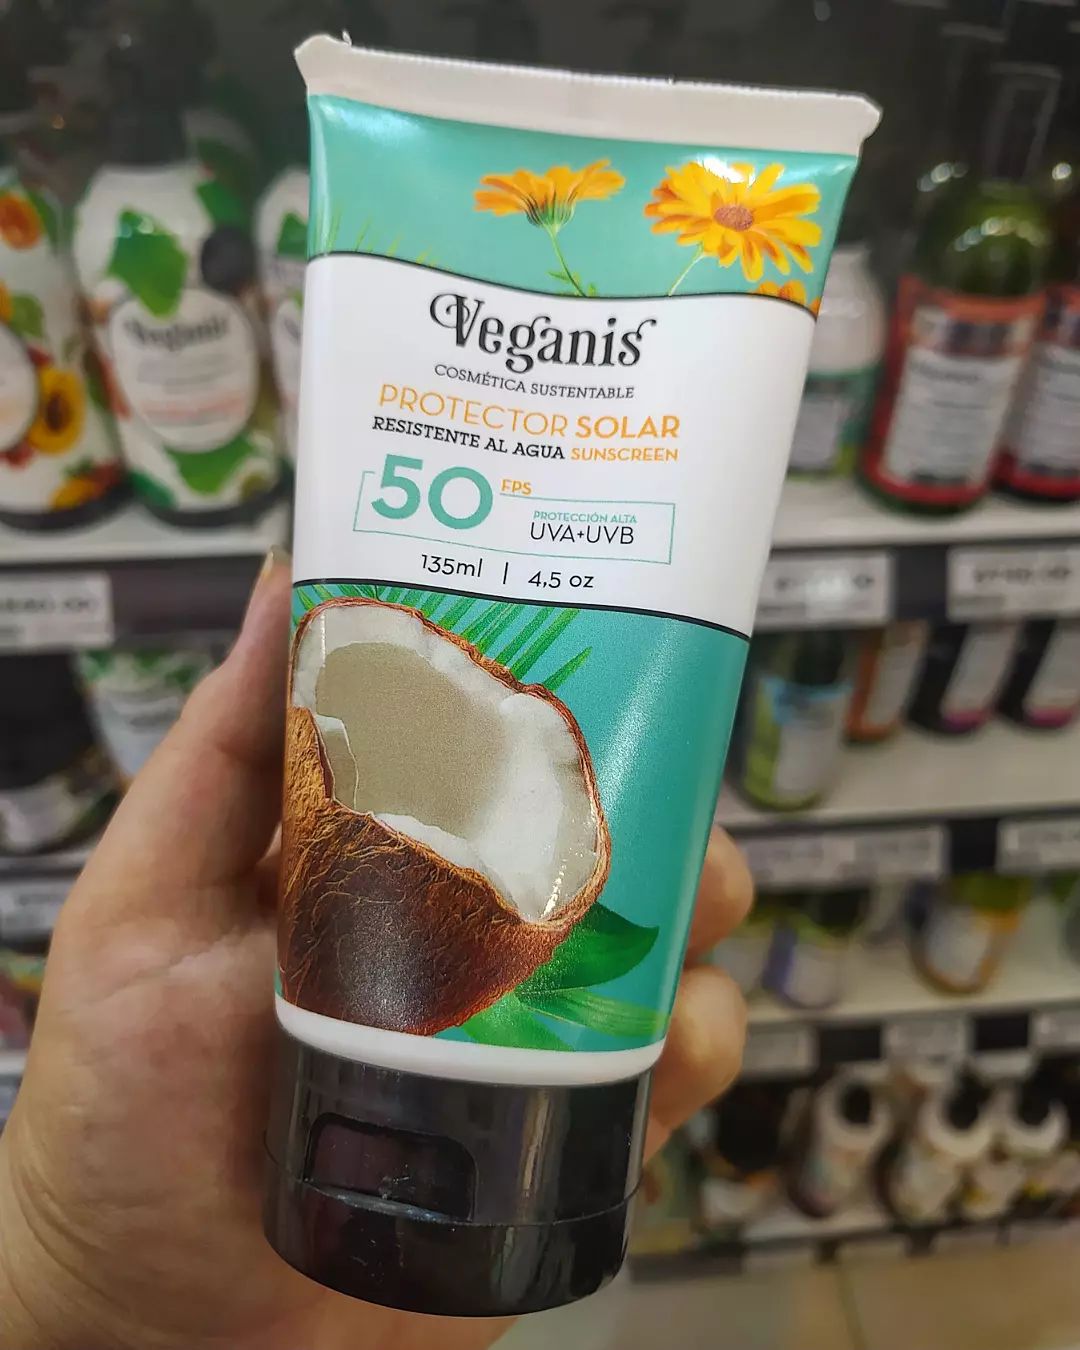 Veganis
COSMÉTICA SUSTENTABLE
PROTECTOR SOLAR
RESISTENTE AL AGUA SUNSCREEN
50 FPS
PROTECCIÓN ALTA
UVA+UVB
135ml | 4,5 oz
Veganis